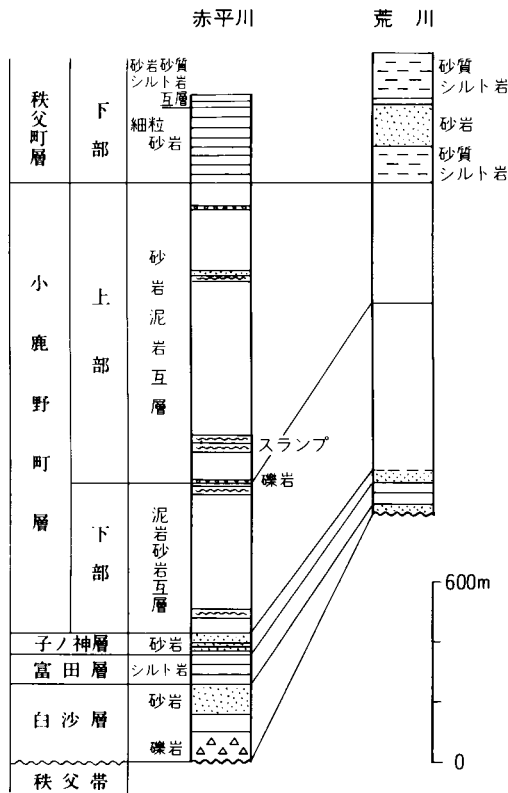 赤平川
荒川
秩父町層
下部
砂岩砂質
シルト岩
互層
細粒
砂岩
砂質
シルト岩
砂岩
砂質
シルト岩
小鹿野町層
上部
砂岩泥岩互層
スランプ
礫岩
下部
泥岩砂岩互層
子ノ神層
砂岩
富田層
シルト岩
白沙層
砂岩
礫岩
秩父帯
600m
0